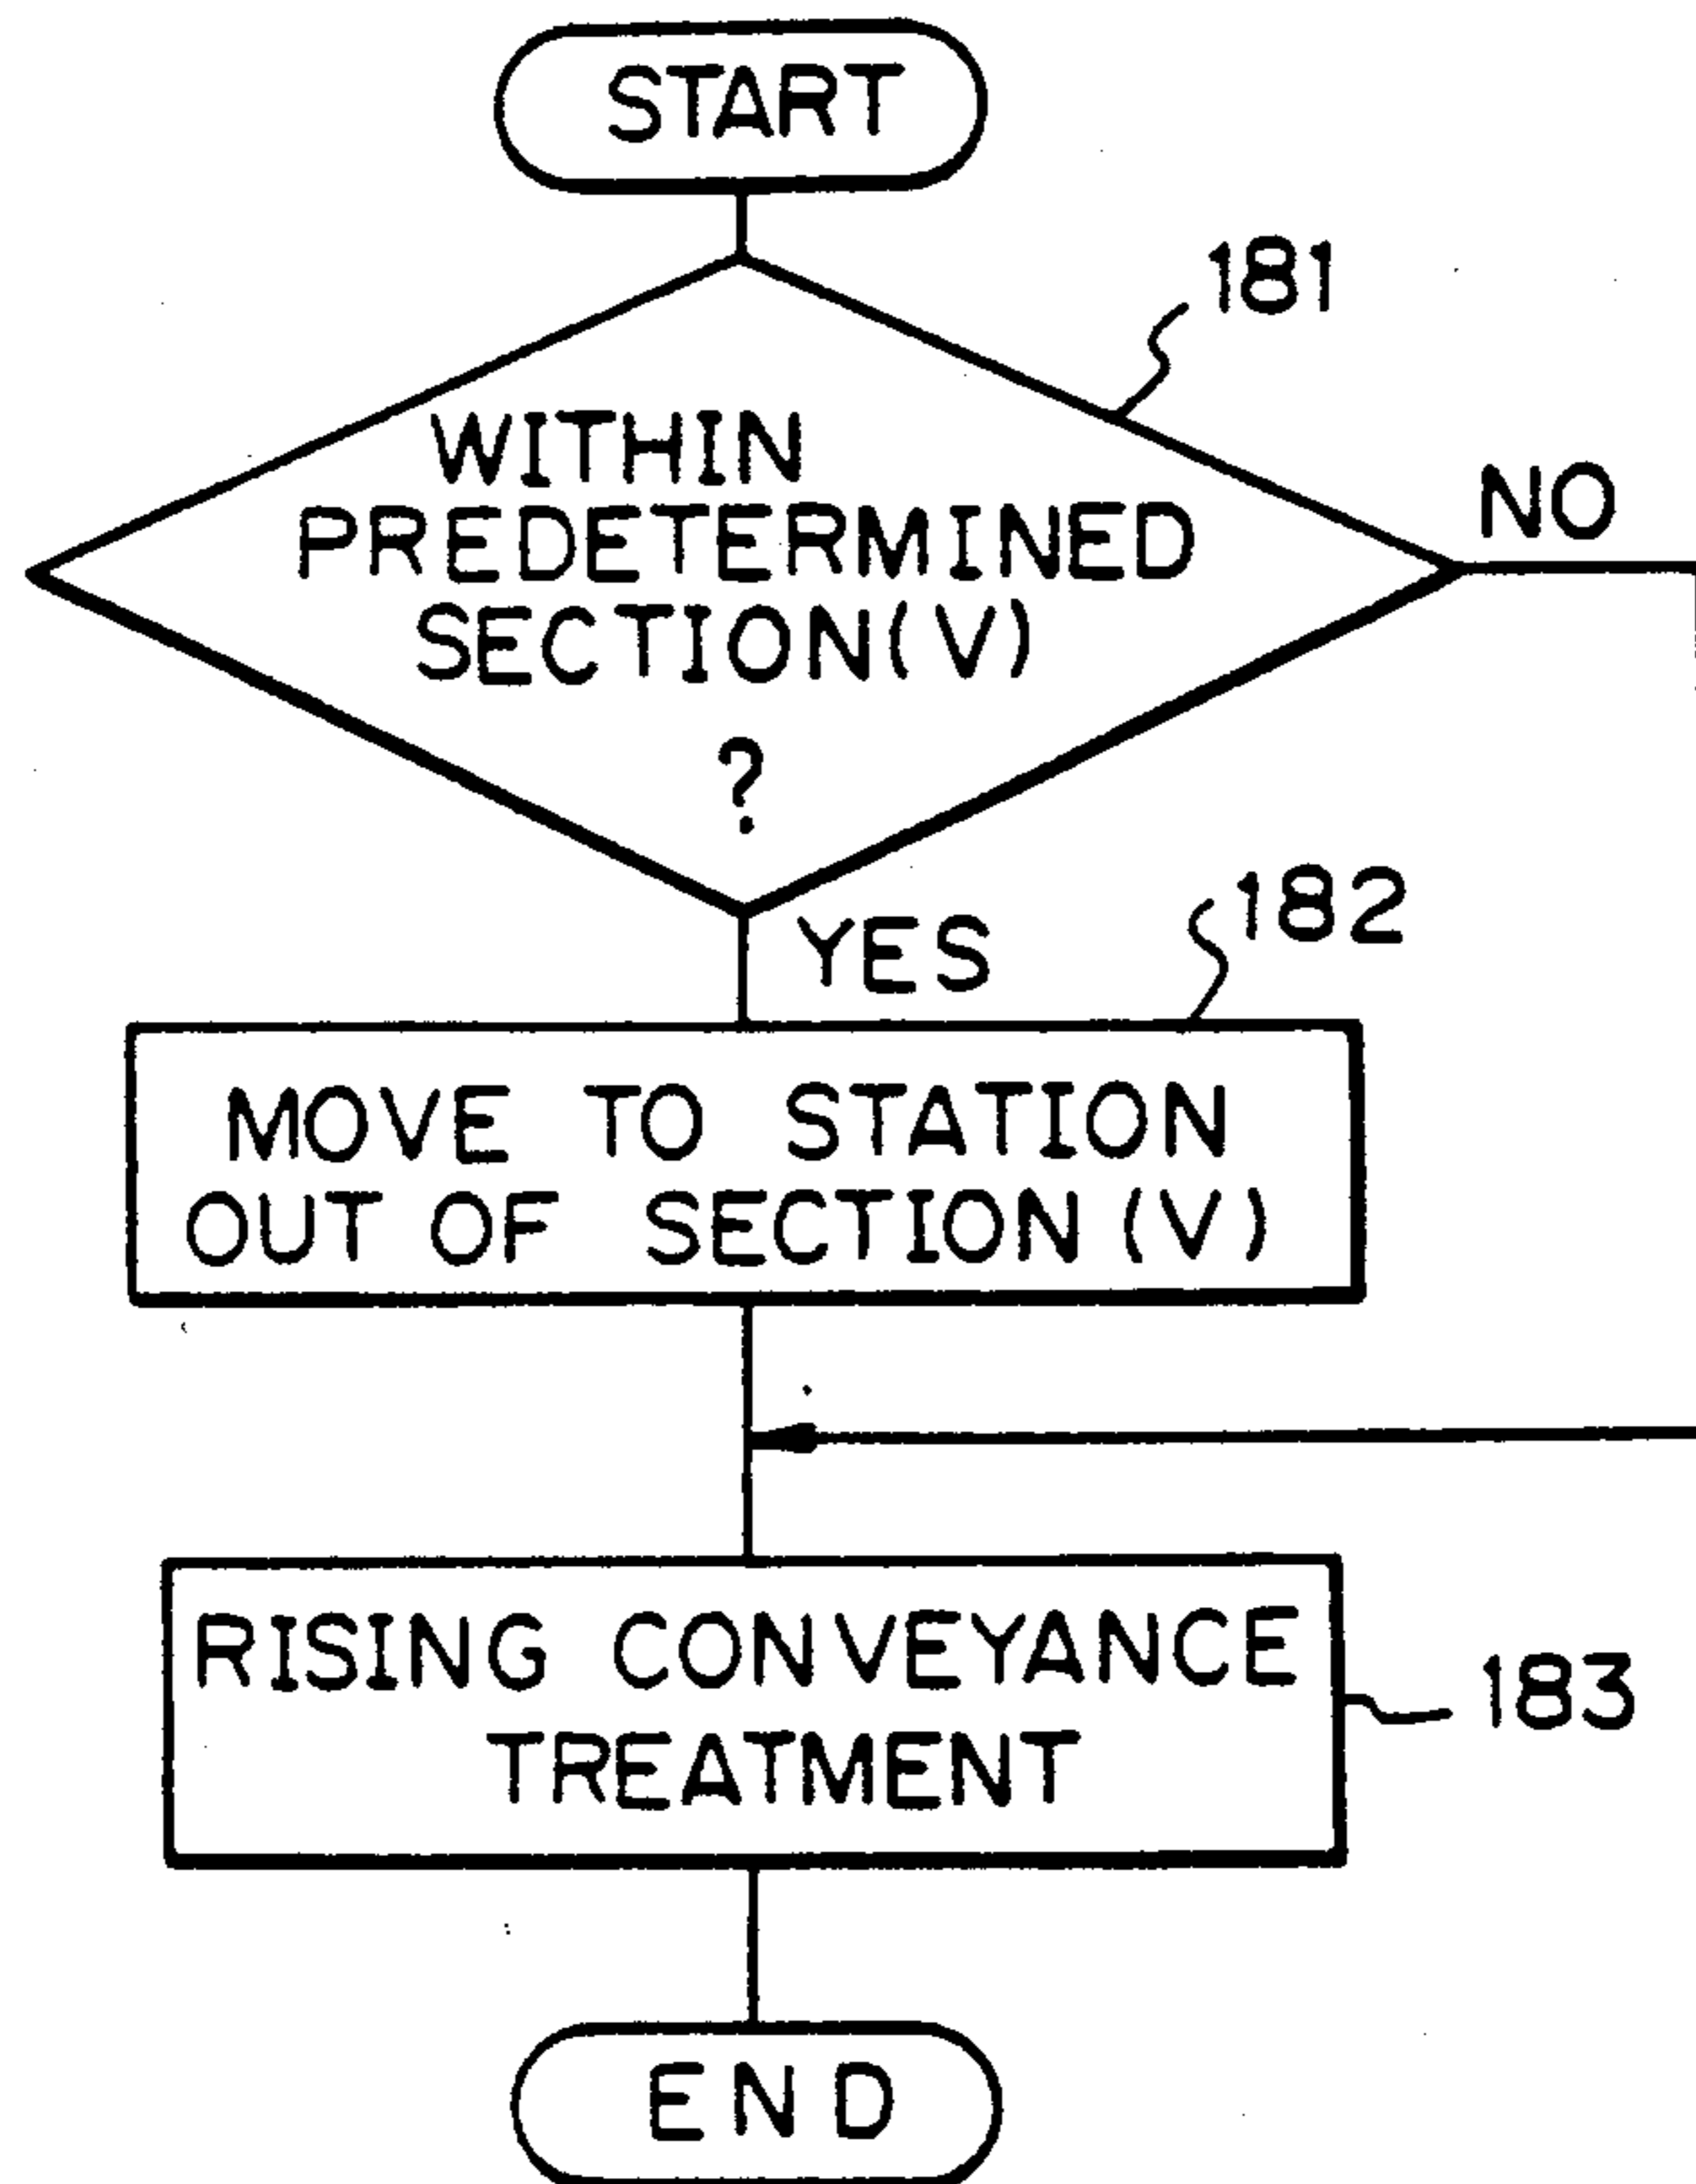 START
181
WITHIN
PREDETERMINED
SECTION(V)
?
NO
YES
182
MOVE TO STATION
OUT OF SECTION (V)
RISING CONVEYANCE
TREATMENT
183
END